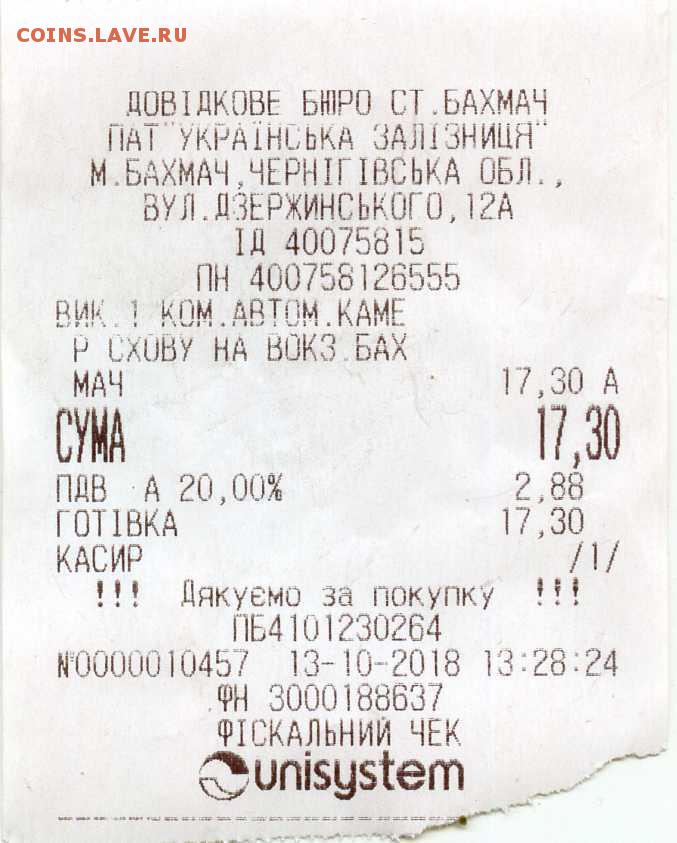 COINS.LAVE.RU
ДОВІДКОВЕ БЮРО СТ.БАХМАЧ
ПАТ"УКРАЇНСЬКА ЗАЛІЗНИЦЯ"
М.БАХМАЧ,ЧЕРНІГІВСЬКА ОБЛ.,
ВУЛ.ДЗЕРЖИНСЬКОГО,12А
ІД 40075815
ПН 400758126555
ВИК.1 КОМ.АВТОМ.КАМЕ
Р СХОВУ НА ВОКЗ.БАХ
МАЧ 17,30 А
СУМА 17,30
ПДВ А 20,00% 2,88
ГОТІВКА 17,30
КАСИР /1/
!!! Дякуємо за покупку !!!
ПБ4101230264
№0000010457 13-10-2018 13:28:24
ФН 3000188637
ФІСКАЛЬНИЙ ЧЕК
unisystem